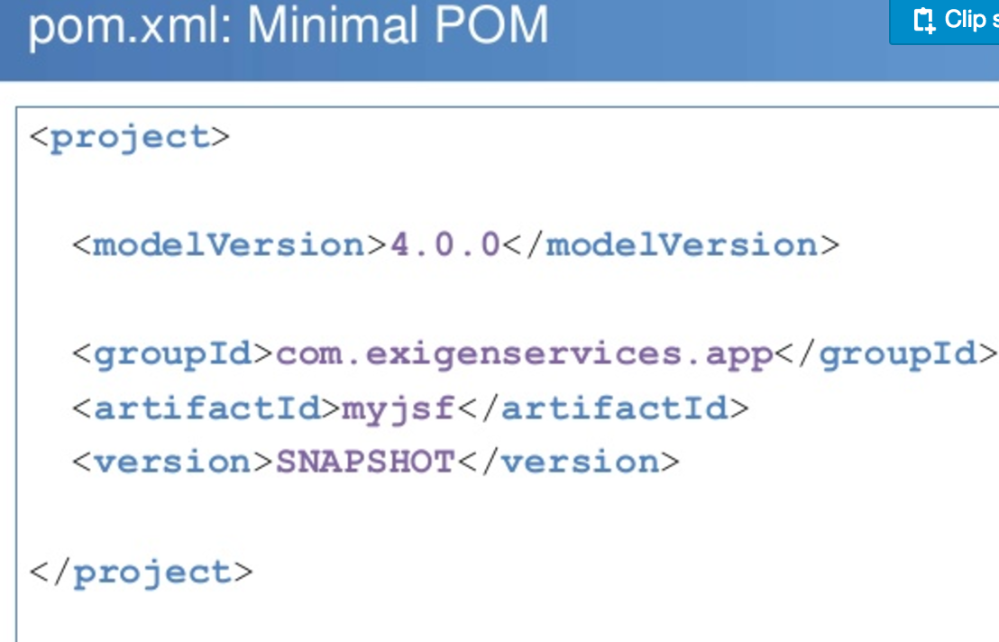 pom.xml: Minimal POM
Clip s
<project>
<modelVersion>4.0.0</modelVersion>
<groupId>com.exigenservices.app</groupId>
<artifactId>myjsf</artifactId>
<version>SNAPSHOT</version>
</project>